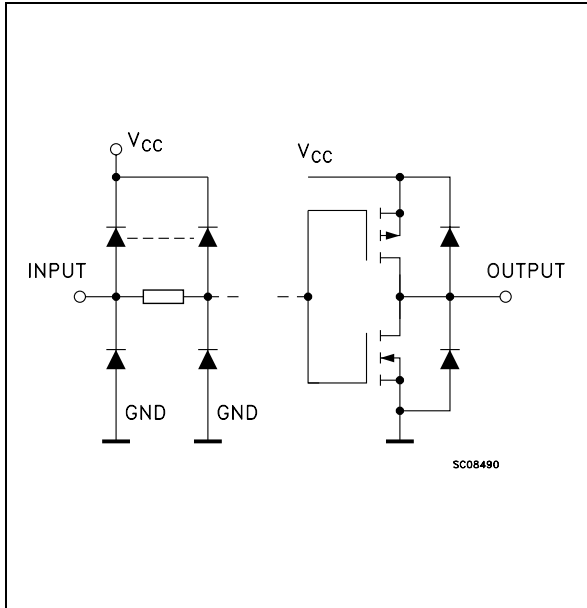 VCC
VCC
INPUT
OUTPUT
GND
GND
SC08490